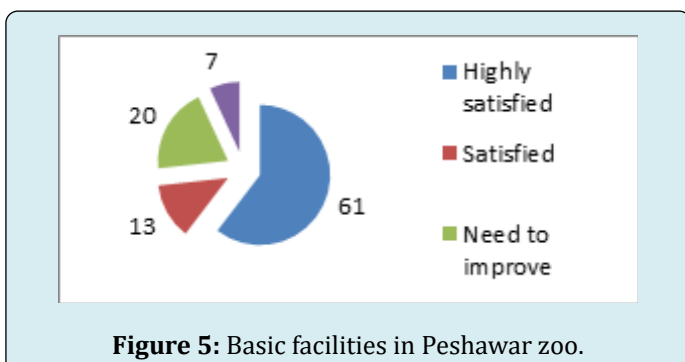 7
20
13
61
Highly
satisfied
Satisfied
Need to
improve
Figure 5: Basic facilities in Peshawar zoo.